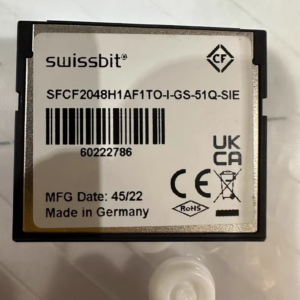 swissbit®
CF
SFCF2048H1AF1TO-I-GS-51Q-SIE
60222786
UK
CA
CE
MFG Date: 45/22
RoHS
Made in Germany